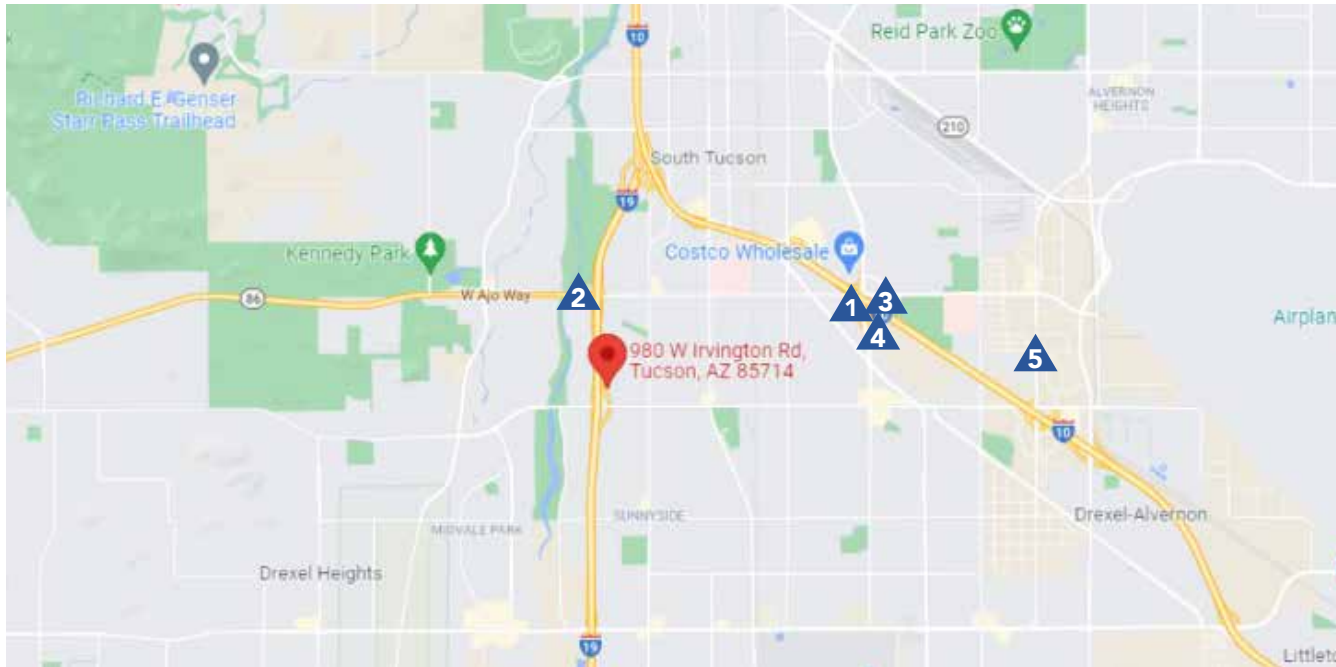 10
Reid Park Zoo
Richard E. Genser
Starr Pass Trailhead
ALVERNON
HEIGHTS
210
South Tucson
19
Kennedy Park
Costco Wholesale
86
W Ajo Way
2
1
3
4
Airplan
980 W Irvington Rd,
Tucson, AZ 85714
5
10
SUNNYSIDE
MIDVALE PARK
Drexel-Alvernon
Drexel Heights
19
Littleto